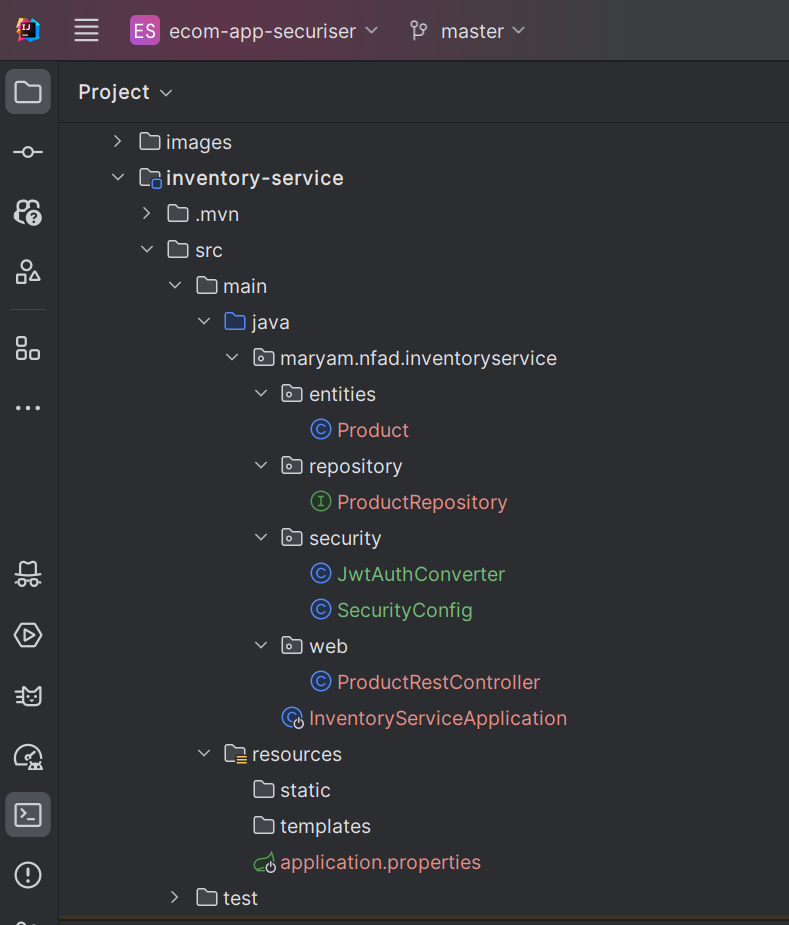 ES ecom-app-securiser master
Project
images
inventory-service
.mvn
src
main
java
maryam.nfad.inventoryservice
entities
C Product
repository
I ProductRepository
security
C JwtAuthConverter
C SecurityConfig
web
C ProductRestController
C InventoryServiceApplication
resources
static
templates
application.properties
test